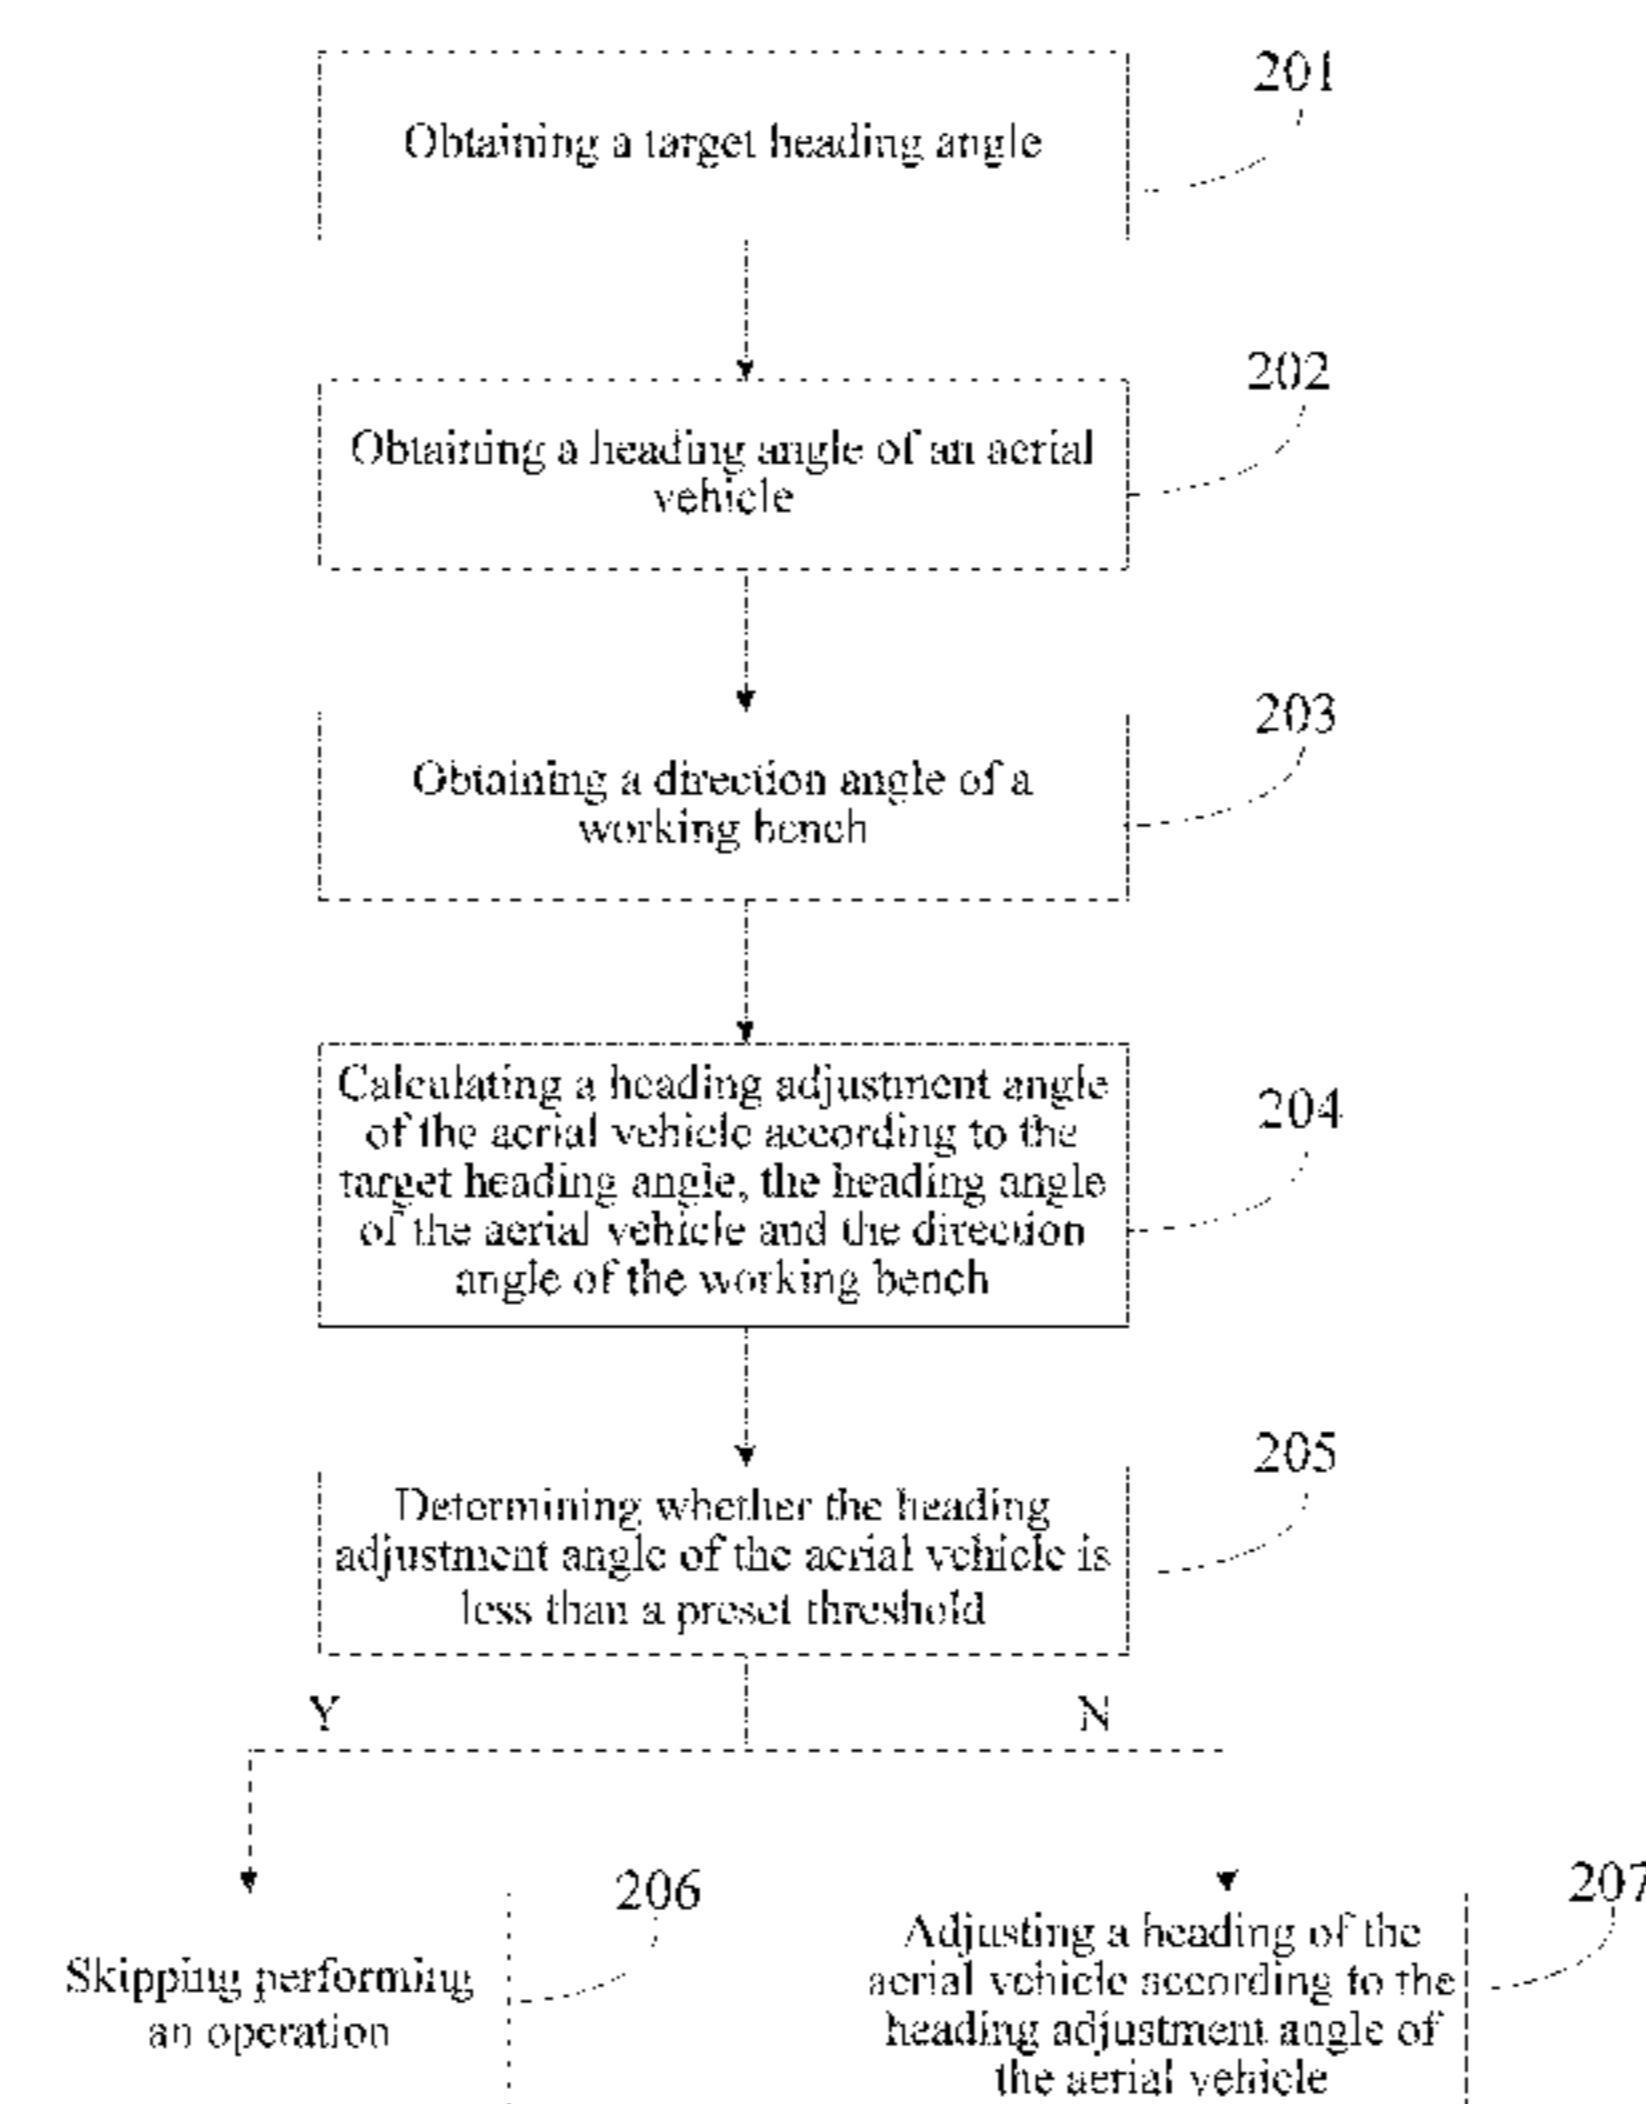 201
Obtaining a target heading angle
202
Obtaining a heading angle of an aerial
vehicle
203
Obtaining a direction angle of a
working bench
204
Calculating a heading adjustment angle
of the aerial vehicle according to the
target heading angle, the heading angle
of the aerial vehicle and the direction
angle of the working bench
205
Determining whether the heading
adjustment angle of the aerial vehicle is
less than a preset threshold
Y
N
206
Skipping performing
an operation
207
Adjusting a heading of the
aerial vehicle according to the
heading adjustment angle of
the aerial vehicle